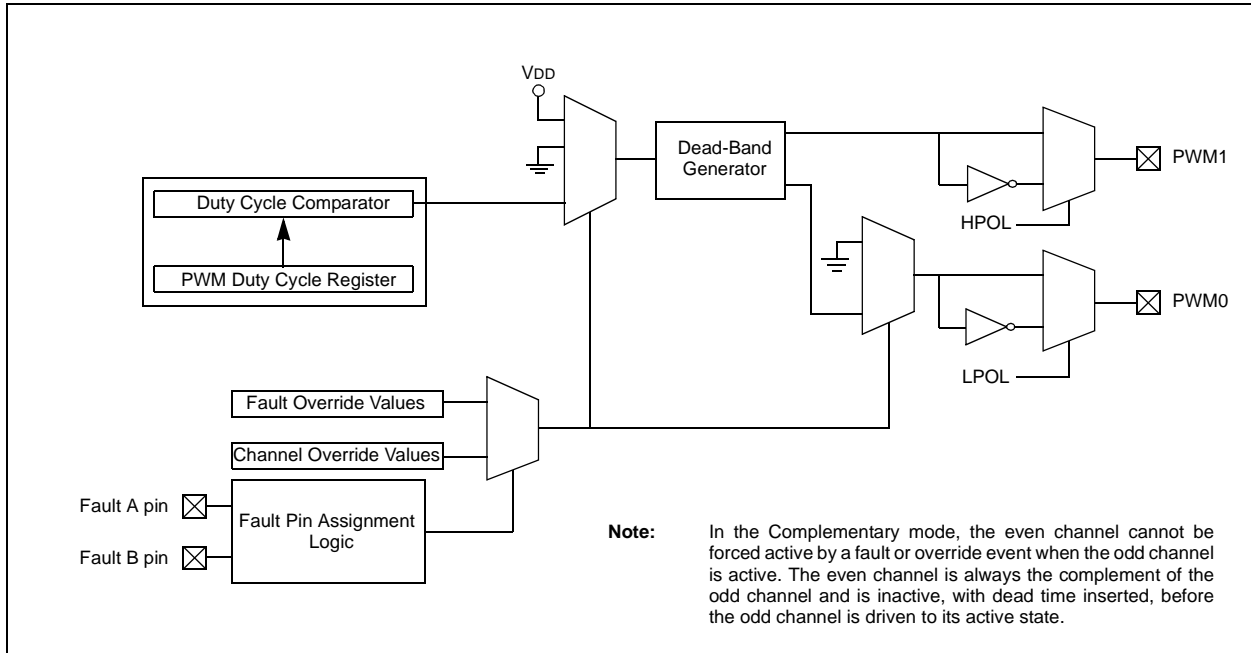 VDD
Dead-Band
Generator
PWM1
HPOL
Duty Cycle Comparator
PWM Duty Cycle Register
PWM0
LPOL
Fault Override Values
Channel Override Values
Fault A pin
Fault Pin Assignment
Logic
Fault B pin
Note: In the Complementary mode, the even channel cannot be
forced active by a fault or override event when the odd channel
is active. The even channel is always the complement of the
odd channel and is inactive, with dead time inserted, before
the odd channel is driven to its active state.